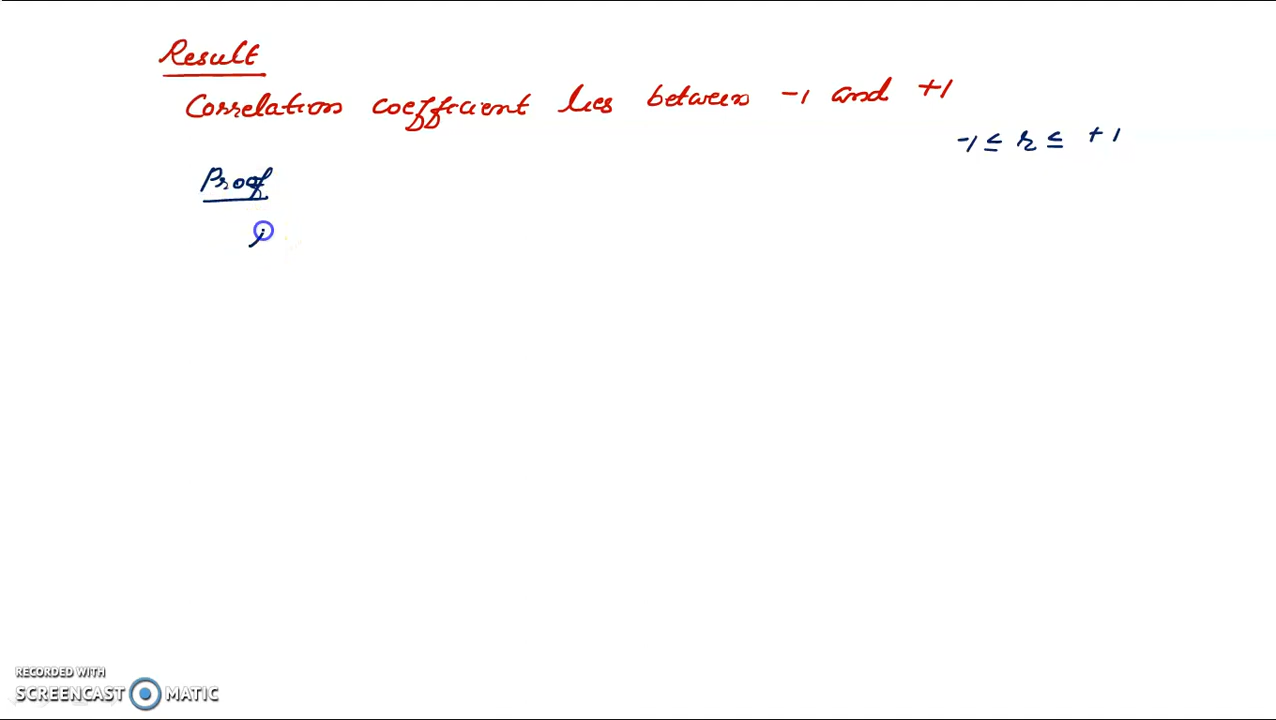 Result
Correlation coefficient lies between -1 and +1
-1 ≤ r ≤ +1
Proof
RECORDED WITH
SCREENCAST MATIC